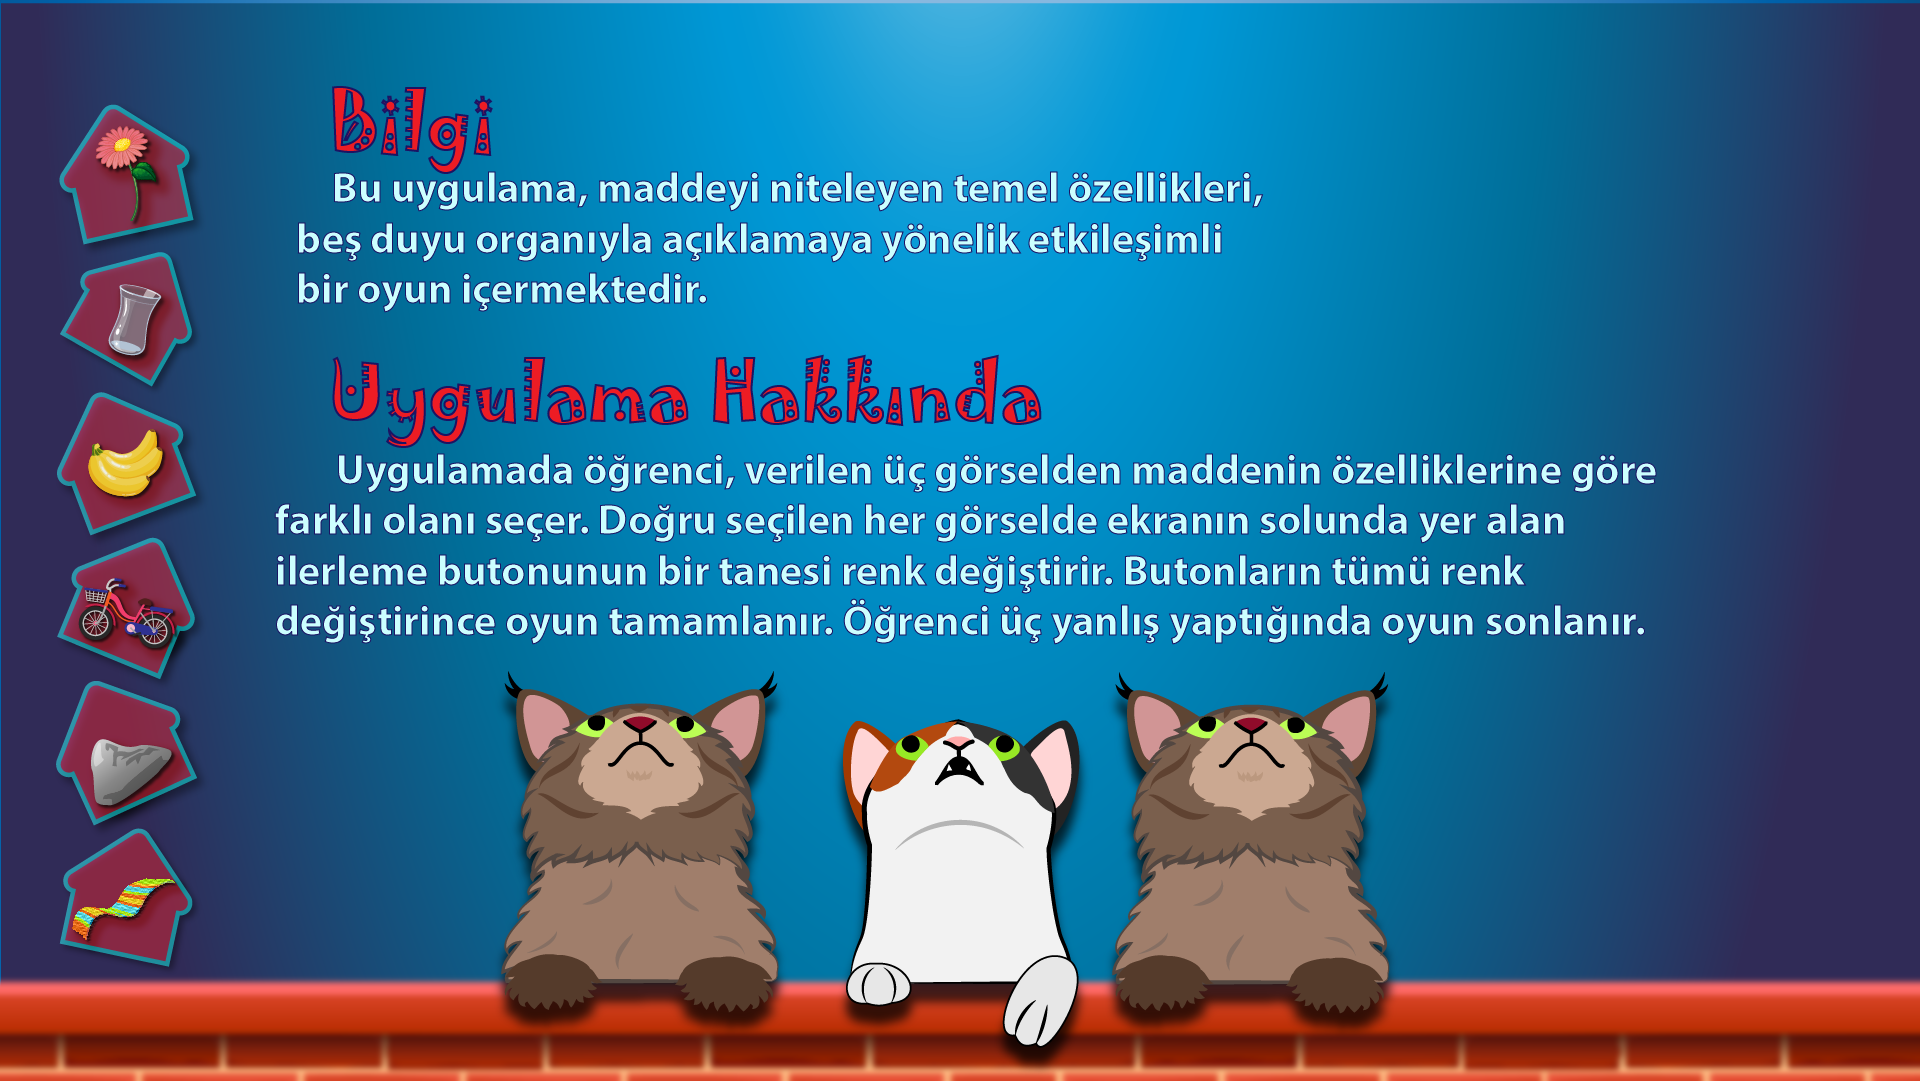 Bilgi
Bu uygulama, maddeyi niteleyen temel özellikleri,
beş duyu organıyla açıklamaya yönelik etkileşimli
bir oyun içermektedir.
Uygulama Hakkında
Uygulamada öğrenci, verilen üç görselden maddenin özelliklerine göre
farklı olanı seçer. Doğru seçilen her görselde ekranın solunda yer alan
ilerleme butonunun bir tanesi renk değiştirir. Butonların tümü renk
değiştirince oyun tamamlanır. Öğrenci üç yanlış yaptığında oyun sonlanır.